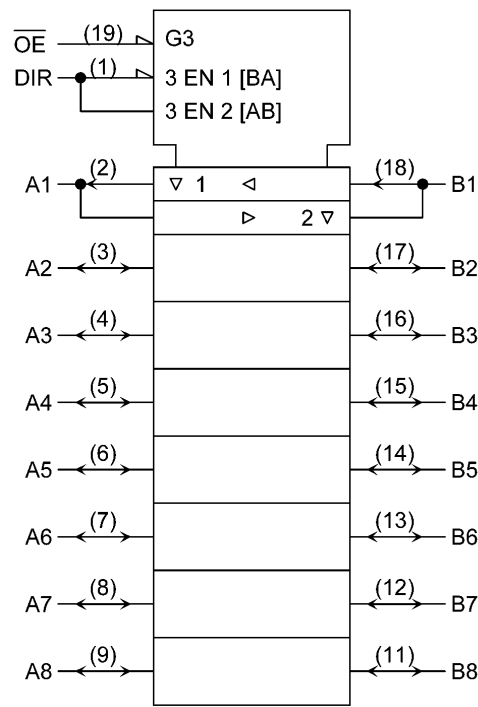 OE (19) G3
DIR (1) 3 EN 1 [BA]
3 EN 2 [AB]
A1 (2) 1 (18) B1
2
A2 (3) (17) B2
A3 (4) (16) B3
A4 (5) (15) B4
A5 (6) (14) B5
A6 (7) (13) B6
A7 (8) (12) B7
A8 (9) (11) B8